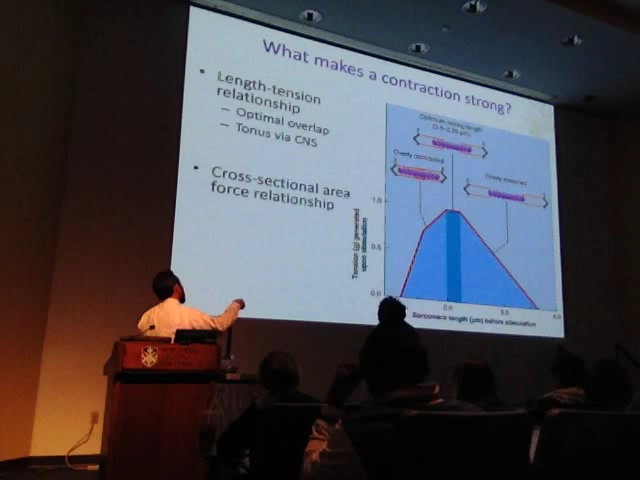 What makes a contraction strong?
• Length-tension
relationship
– Optimal overlap
– Tonus via CNS
• Cross-sectional area
force relationship
Optimum resting length
Overly contracted
Overly stretched
1.0
0.5
0.0
Tension (g) generated
upon stimulation
4.0
Sarcomere length (µm) before stimulation